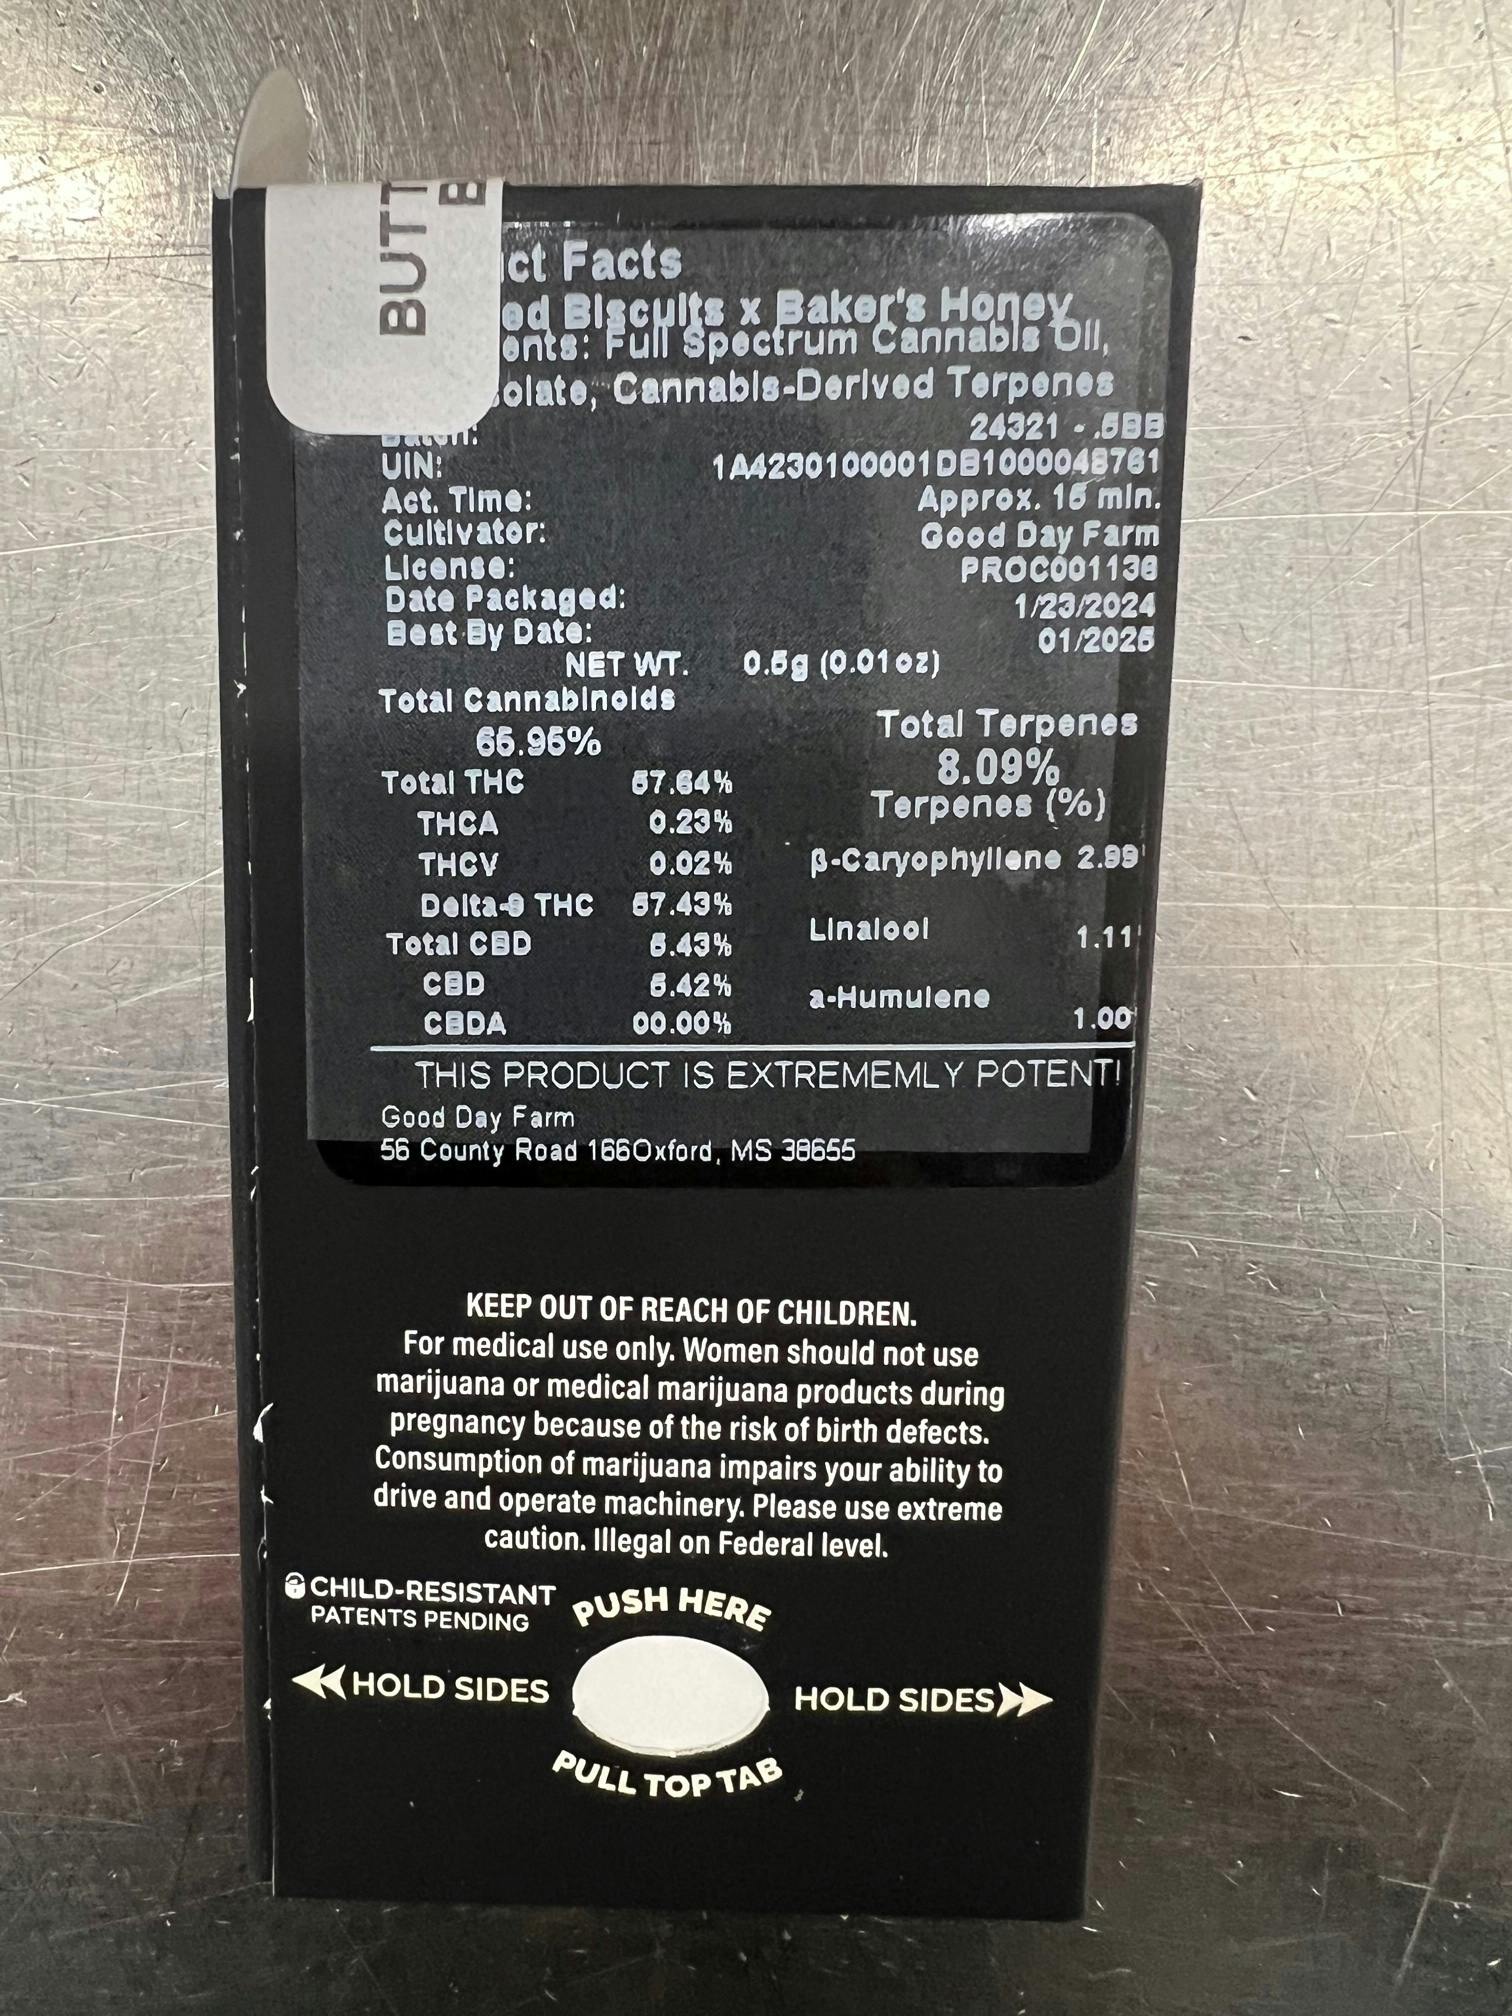 BUTT
B
ct Facts
ed Biscuits x Baker's Honey
ents: Full Spectrum Cannabis Oil,
olate, Cannabis-Derived Terpenes
Batch: 24321 - .5BB
UIN: 1A4230100001DB1000048761
Act. Time: Approx. 15 min.
Cultivator: Good Day Farm
License: PROC001136
Date Packaged: 1/23/2024
Best By Date: 01/2025
NET WT. 0.5g (0.01oz)
Total Cannabinoids
65.95%
Total THC 57.64%
THCA 0.23%
THCV 0.02%
Delta-9 THC 57.43%
Total CBD 5.43%
CBD 5.42%
CBDA 00.00%
Total Terpenes
8.09%
Terpenes (%)
β-Caryophyllene 2.99
Linalool 1.11
a-Humulene 1.00
THIS PRODUCT IS EXTREMEMLY POTENT!
Good Day Farm
56 County Road 166Oxford, MS 38655
KEEP OUT OF REACH OF CHILDREN.
For medical use only. Women should not use
marijuana or medical marijuana products during
pregnancy because of the risk of birth defects.
Consumption of marijuana impairs your ability to
drive and operate machinery. Please use extreme
caution. Illegal on Federal level.
CHILD-RESISTANT
PATENTS PENDING
PUSH HERE
HOLD SIDES
HOLD SIDES
PULL TOP TAB